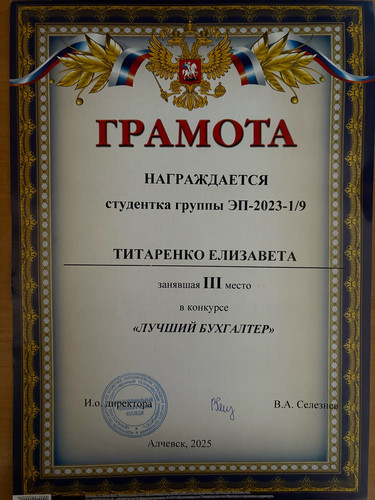 ГРАМОТА
НАГРАЖДАЕТСЯ
студентка группы ЭП-2023-1/9
ТИТАРЕНКО ЕЛИЗАВЕТА
занявшая III место
в конкурсе
«ЛУЧШИЙ БУХГАЛТЕР»
И.о. директора В.А. Селезнев
Алчевск, 2025